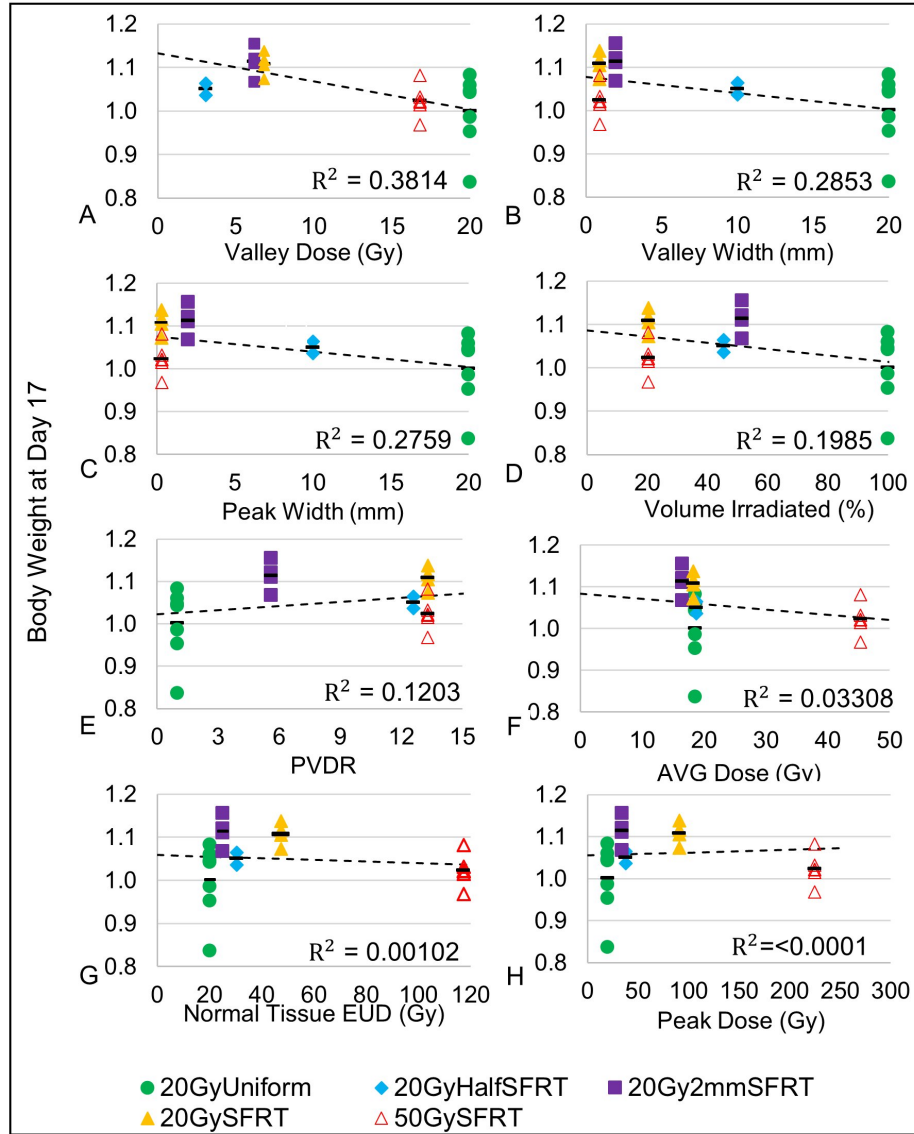 Body Weight at Day 17
1.2
1.1
1.0
0.9
0.8
R² = 0.3814
A
0 5 10 15 20
Valley Dose (Gy)
1.2
1.1
1.0
0.9
0.8
R² = 0.2853
B
0 5 10 15 20
Valley Width (mm)
1.2
1.1
1.0
0.9
0.8
R² = 0.2759
C
0 5 10 15 20
Peak Width (mm)
1.2
1.1
1.0
0.9
0.8
R² = 0.1985
D
0 20 40 60 80 100
Volume Irradiated (%)
1.2
1.1
1.0
0.9
0.8
R² = 0.1203
E
0 3 6 9 12 15
PVDR
1.2
1.1
1.0
0.9
0.8
R² = 0.03308
F
0 10 20 30 40 50
AVG Dose (Gy)
1.2
1.1
1.0
0.9
0.8
R² = 0.00102
G
0 20 40 60 80 100 120
Normal Tissue EUD (Gy)
1.2
1.1
1.0
0.9
0.8
R²=<0.0001
H
0 50 100 150 200 250 300
Peak Dose (Gy)
20GyUniform 20GyHalfSFRT 20Gy2mmSFRT
20GySFRT 50GySFRT